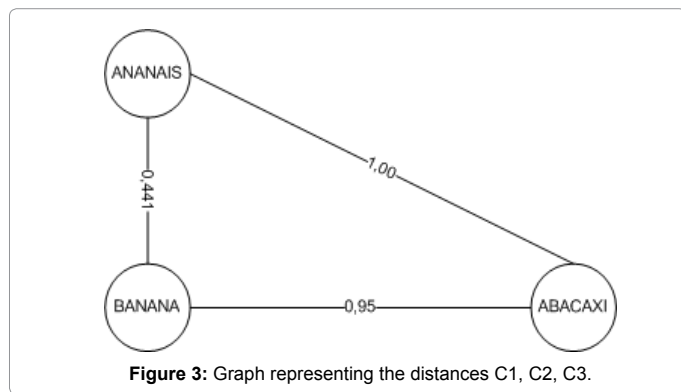 ANANAIS
1,00
0,441
BANANA
0,95
ABACAXI
Figure 3: Graph representing the distances C1, C2, C3.